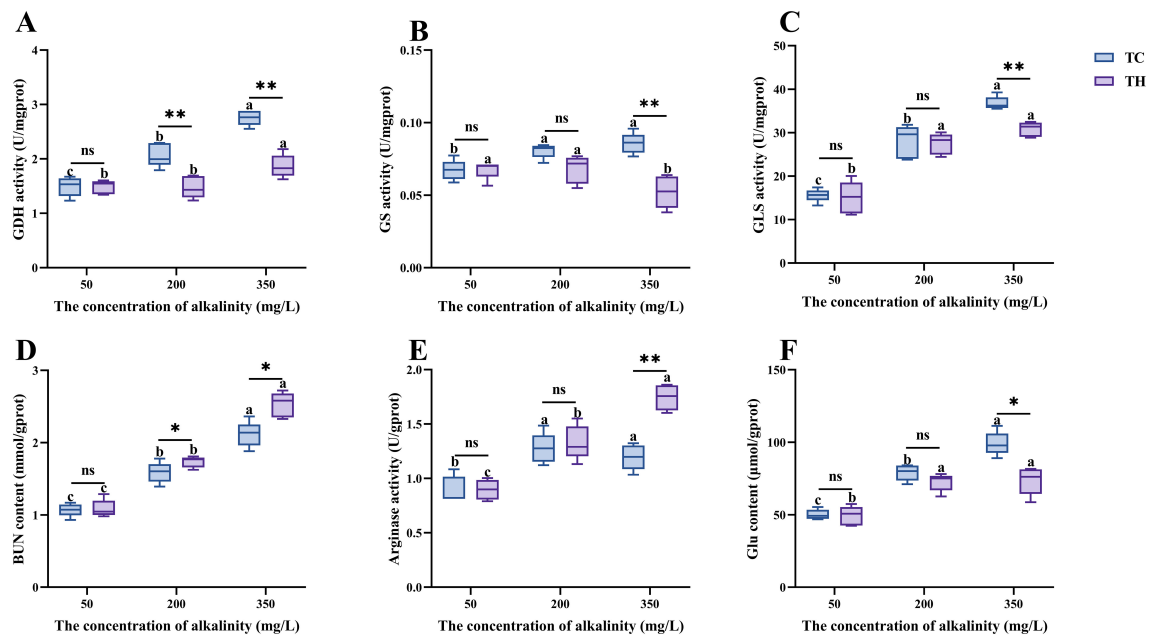 A
GDH activity (U/mgprot)
4
3
2
1
0
ns
c
b
**
b
b
**
a
a
50
200
350
The concentration of alkalinity (mg/L)
B
GS activity (U/mgprot)
0.15
0.10
0.05
0.00
ns
b
a
ns
a
a
**
a
b
50
200
350
The concentration of alkalinity (mg/L)
C
GLS activity (U/mgprot)
50
40
30
20
10
0
ns
c
b
ns
b
a
**
a
a
50
200
350
The concentration of alkalinity (mg/L)
TC
TH
D
BUN content (mmol/gprot)
3
2
1
0
ns
c
c
*
b
b
*
a
a
50
200
350
The concentration of alkalinity (mg/L)
E
Arginase activity (U/gprot)
2.0
1.5
1.0
0.5
0.0
ns
b
c
ns
a
b
**
a
a
50
200
350
The concentration of alkalinity (mg/L)
F
Glu content (μmol/gprot)
150
100
50
0
ns
c
b
ns
b
a
*
a
a
50
200
350
The concentration of alkalinity (mg/L)